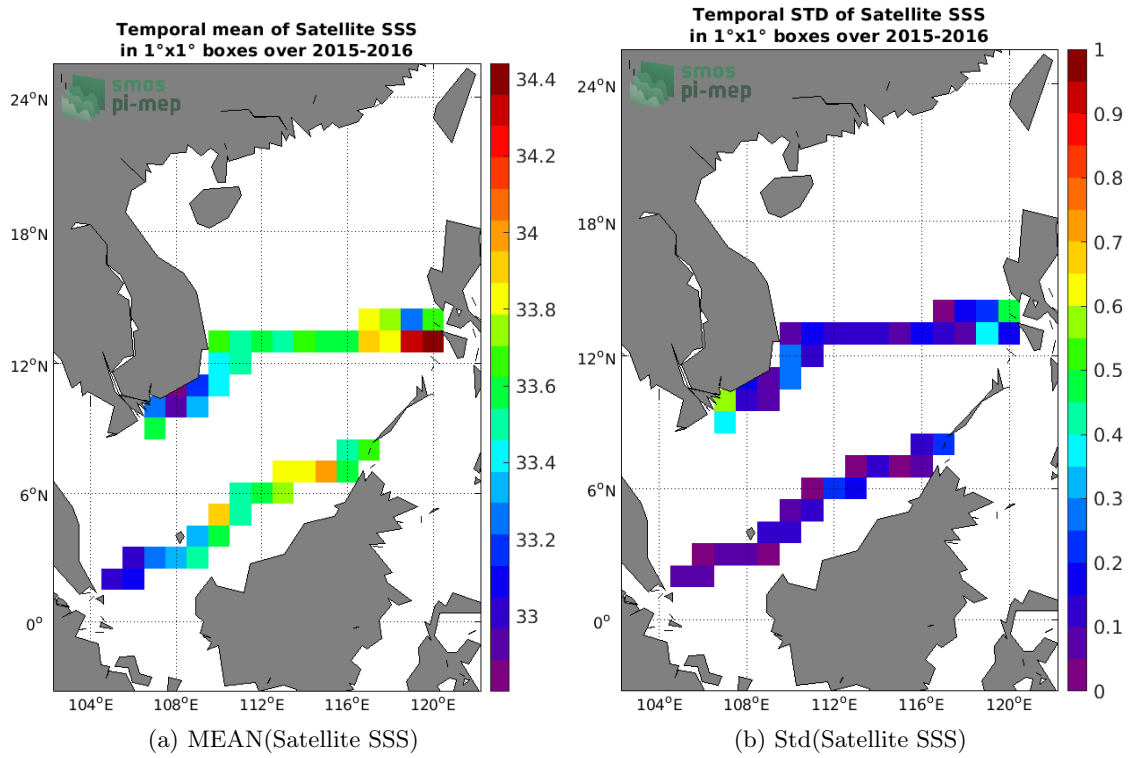 Temporal mean of Satellite SSS
in 1°x1° boxes over 2015-2016
smos
pi-mep
24°N
18°N
12°N
6°N
0°
104°E
108°E
112°E
116°E
120°E
34.4
34.2
34
33.8
33.6
33.4
33.2
33
(a) MEAN(Satellite SSS)
Temporal STD of Satellite SSS
in 1°x1° boxes over 2015-2016
smos
pi-mep
24°N
18°N
12°N
6°N
0°
104°E
108°E
112°E
116°E
120°E
1
0.9
0.8
0.7
0.6
0.5
0.4
0.3
0.2
0.1
0
(b) Std(Satellite SSS)